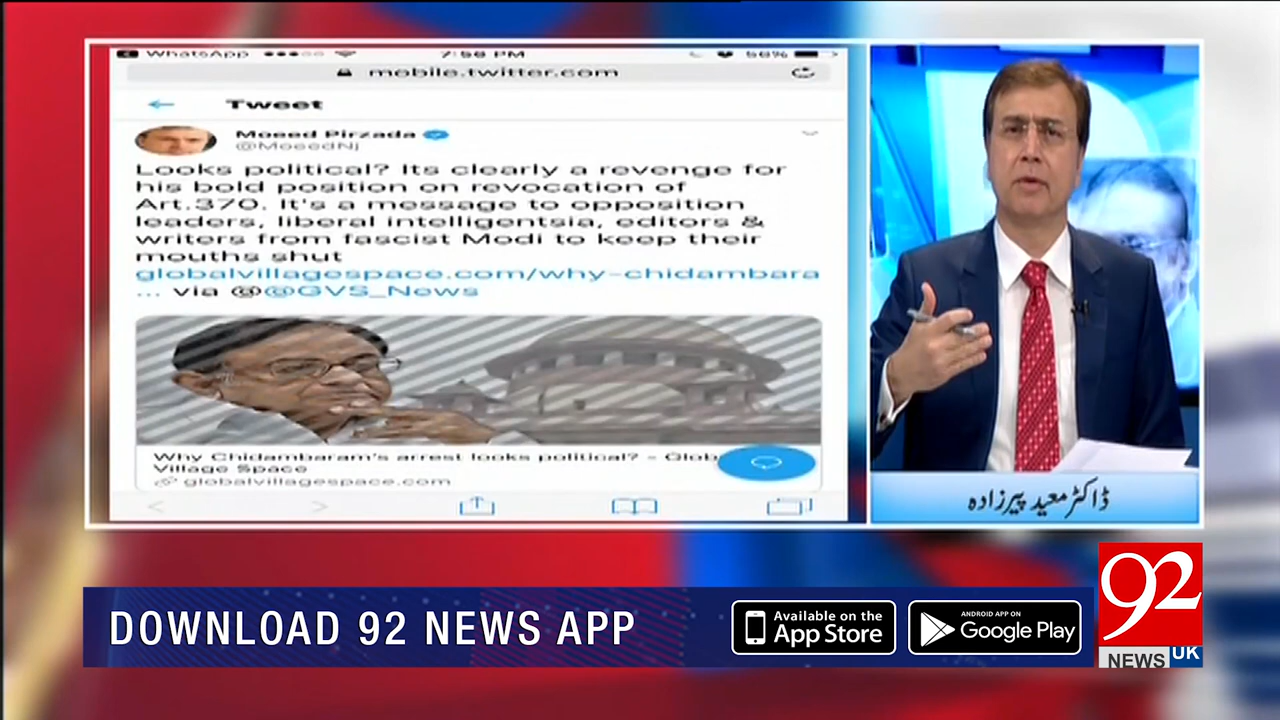 WhatsApp 7:58 PM 56%
mobile.twitter.com
Tweet
Moeed Pirzada
@MoeedNj
Looks political? Its clearly a revenge for
his bold position on revocation of
Art.370. It's a message to opposition
leaders, liberal intelligentsia, editors &
writers from fascist Modi to keep their
mouths shut
globalvillagespace.com/why-chidambara
... via @@GVS_News
Why Chidambaram's arrest looks political? - Glob
Village Space
globalvillagespace.com
ڈاکٹر معید پیرزادہ
DOWNLOAD 92 NEWS APP
Available on the
App Store
ANDROID APP ON
Google Play
92
NEWS UK